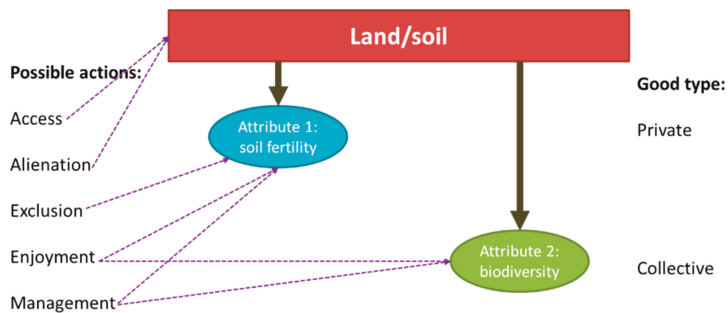 Land/soil
Possible actions:
Good type:
Access
Attribute 1:
soil fertility
Private
Alienation
Exclusion
Enjoyment
Attribute 2:
biodiversity
Collective
Management